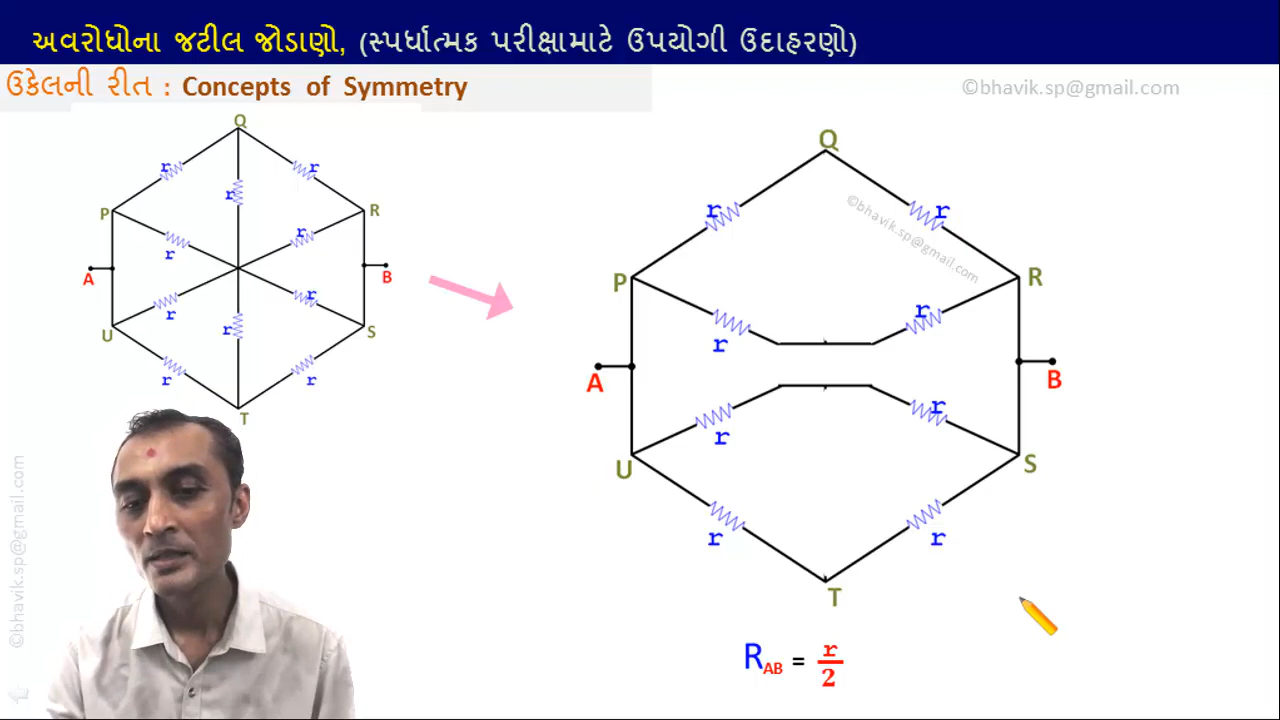 અવરોધોના જટીલ જોડાણો, (સ્પર્ધાત્મક પરીક્ષામાટે ઉપયોગી ઉદાહરણો)
ઉકેલની રીત : Concepts of Symmetry
©bhavik.sp@gmail.com
Q
r r
r
P R
r r
A B
r r
U S
r
r r
T
Q
©bhavik.sp@gmail.com
r r
P R
r r
A B
r r
U S
r r
T
R AB = r/2
©bhavik.sp@gmail.com